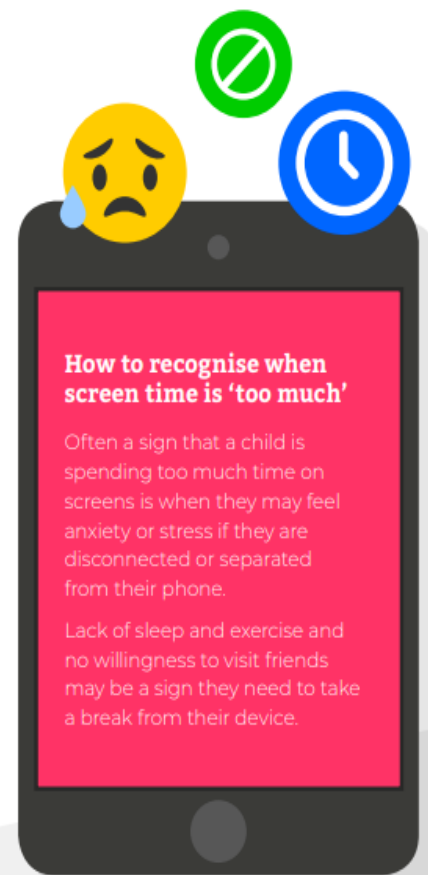 How to recognise when
screen time is ‘too much’
Often a sign that a child is
spending too much time on
screens is when they may feel
anxiety or stress if they are
disconnected or separated
from their phone.
Lack of sleep and exercise and
no willingness to visit friends
may be a sign they need to take
a break from their device.